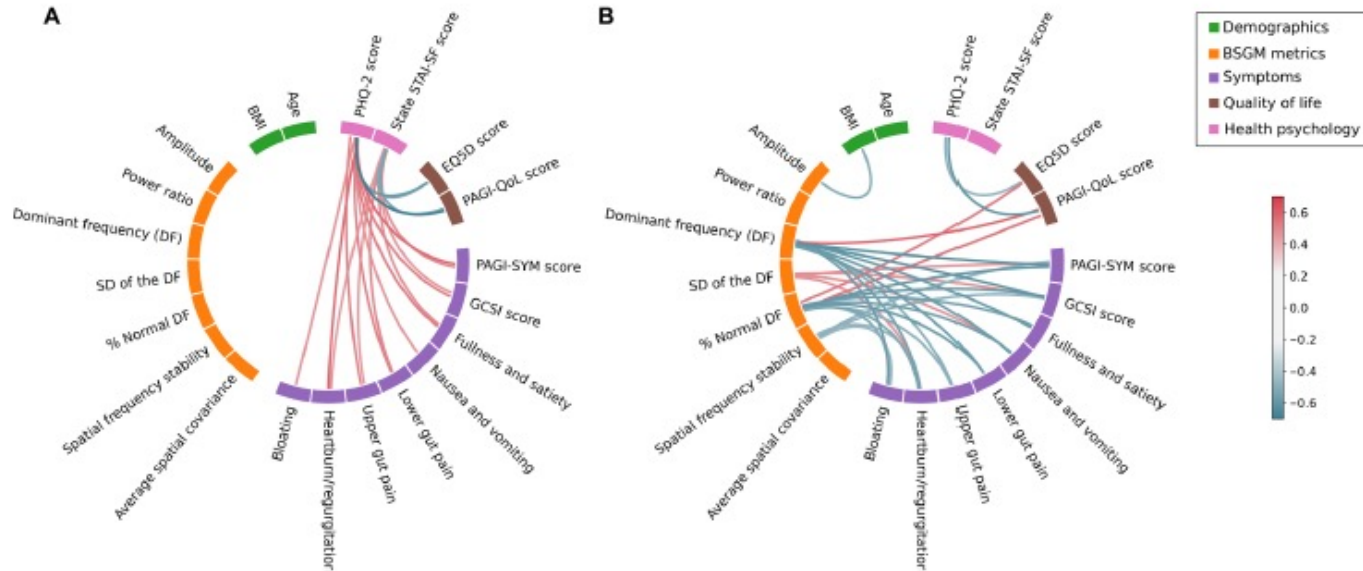 A
PHQ-2 score
State STAI-SF score
EQ5D score
PAGI-QoL score
PAGI-SYM score
GCSI score
Fullness and satiety
Nausea and vomiting
Lower gut pain
Upper gut pain
Heartburn/regurgitation
Bloating
Average spatial covariance
Spatial frequency stability
% Normal DF
SD of the DF
Dominant frequency (DF)
Power ratio
Amplitude
BMI
Age
B
PHQ-2 score
State STAI-SF score
EQ5D score
PAGI-QoL score
PAGI-SYM score
GCSI score
Fullness and satiety
Nausea and vomiting
Lower gut pain
Upper gut pain
Heartburn/regurgitation
Bloating
Average spatial covariance
Spatial frequency stability
% Normal DF
SD of the DF
Dominant frequency (DF)
Power ratio
Amplitude
BMI
Age
Demographics
BSGM metrics
Symptoms
Quality of life
Health psychology
0.6
0.4
0.2
0.0
−0.2
−0.4
−0.6